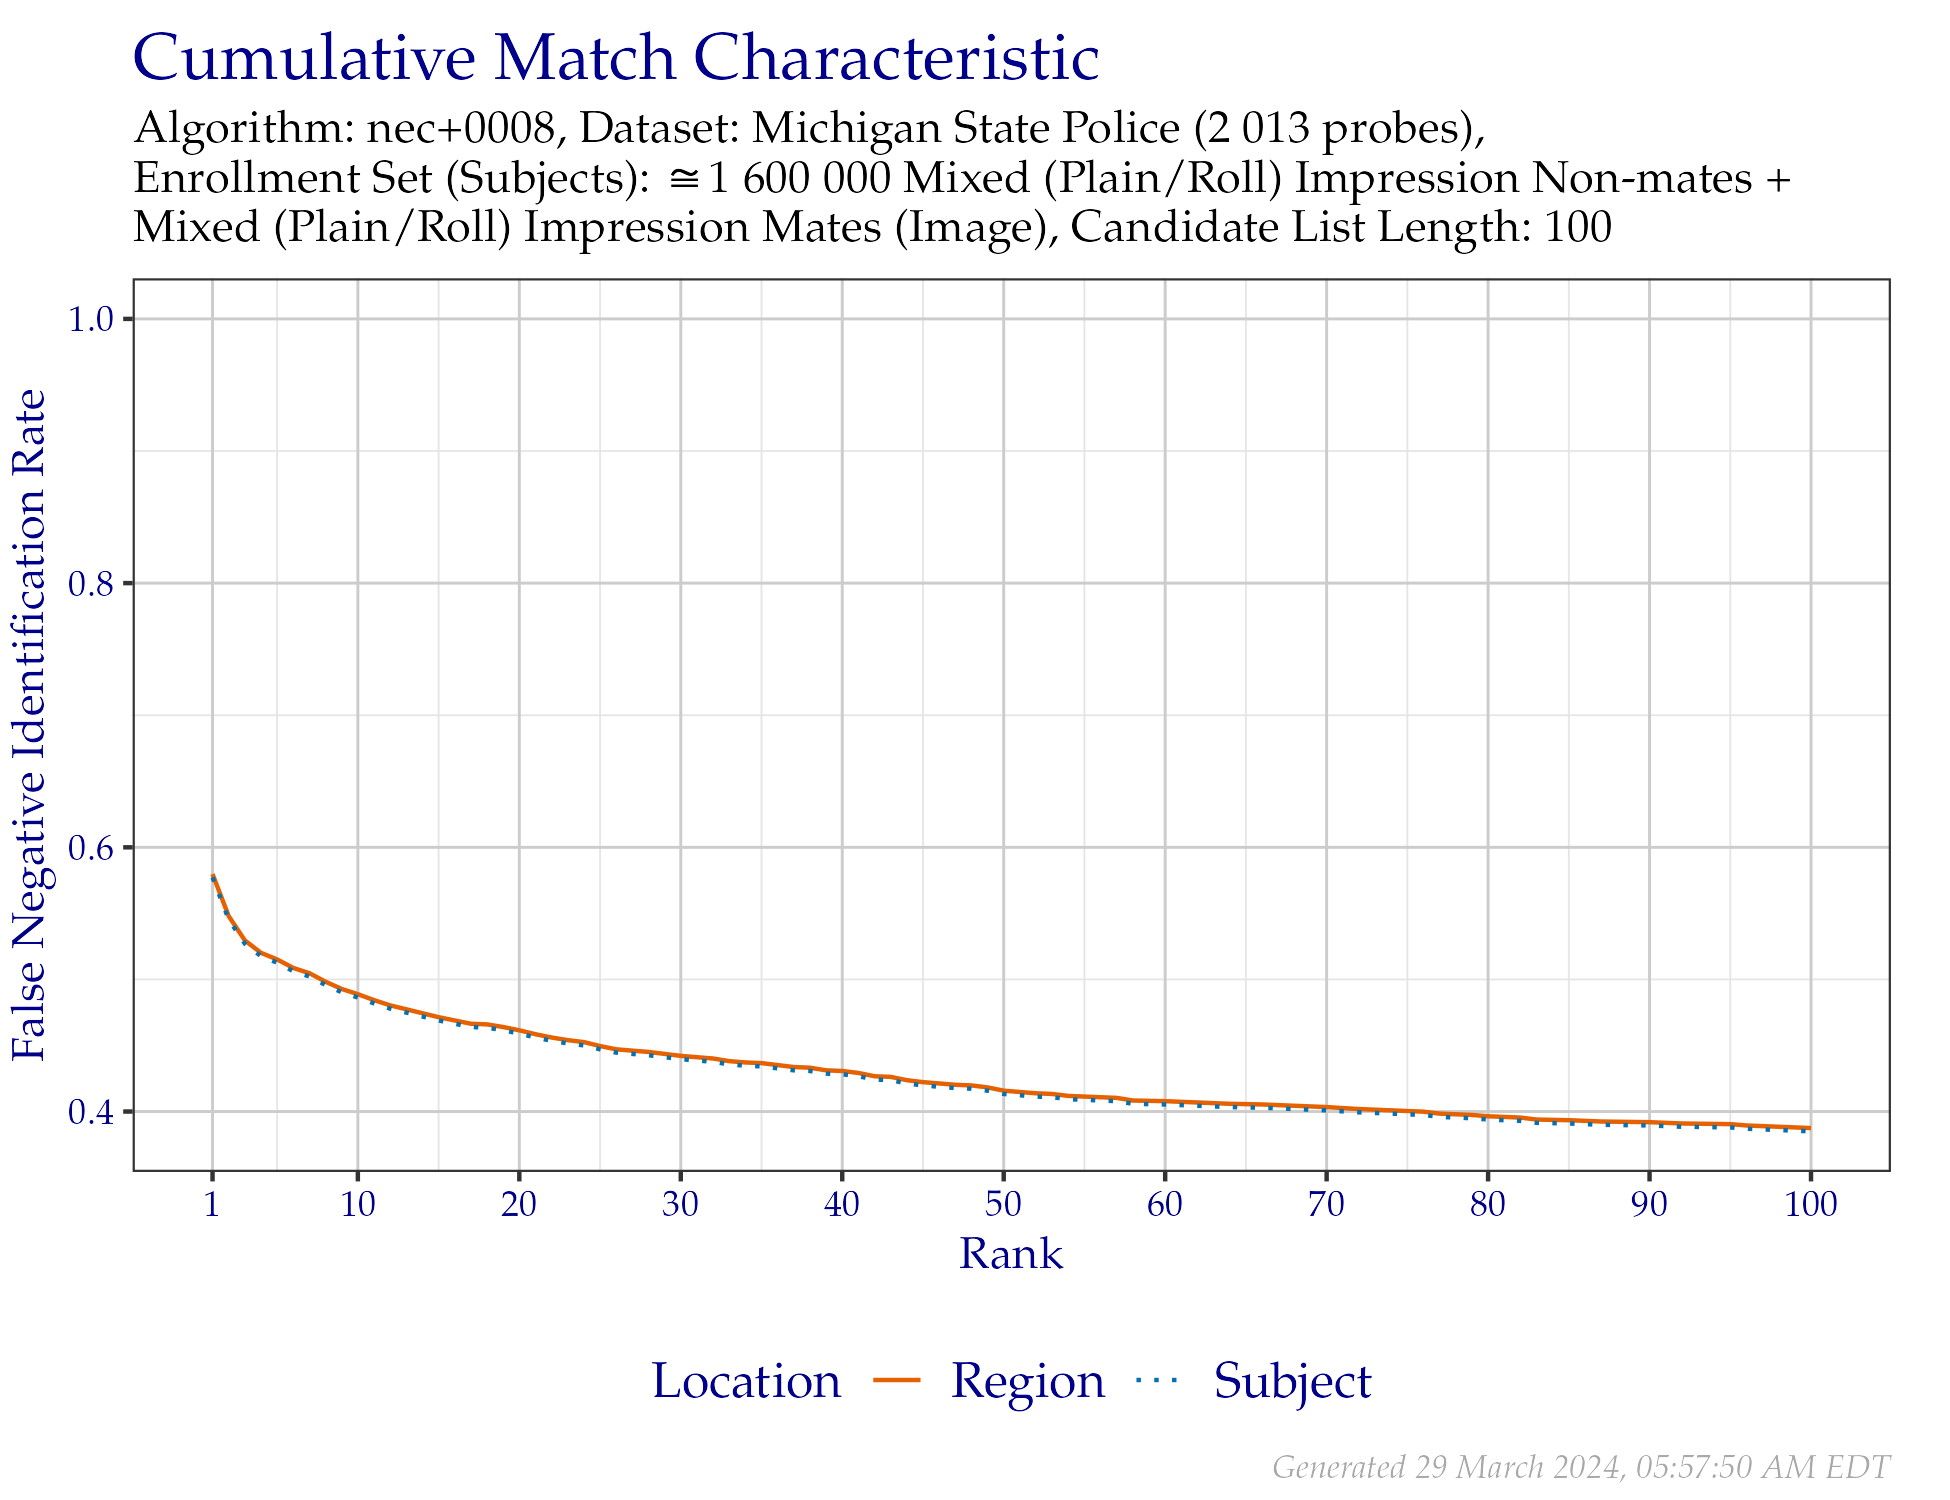 Cumulative Match Characteristic
Algorithm: nec+0008, Dataset: Michigan State Police (2 013 probes),
Enrollment Set (Subjects): ≅ 1 600 000 Mixed (Plain/Roll) Impression Non-mates +
Mixed (Plain/Roll) Impression Mates (Image), Candidate List Length: 100
False Negative Identification Rate
1.0
0.8
0.6
0.4
1 10 20 30 40 50 60 70 80 90 100
Rank
Location Region Subject
Generated 29 March 2024, 05:57:50 AM EDT